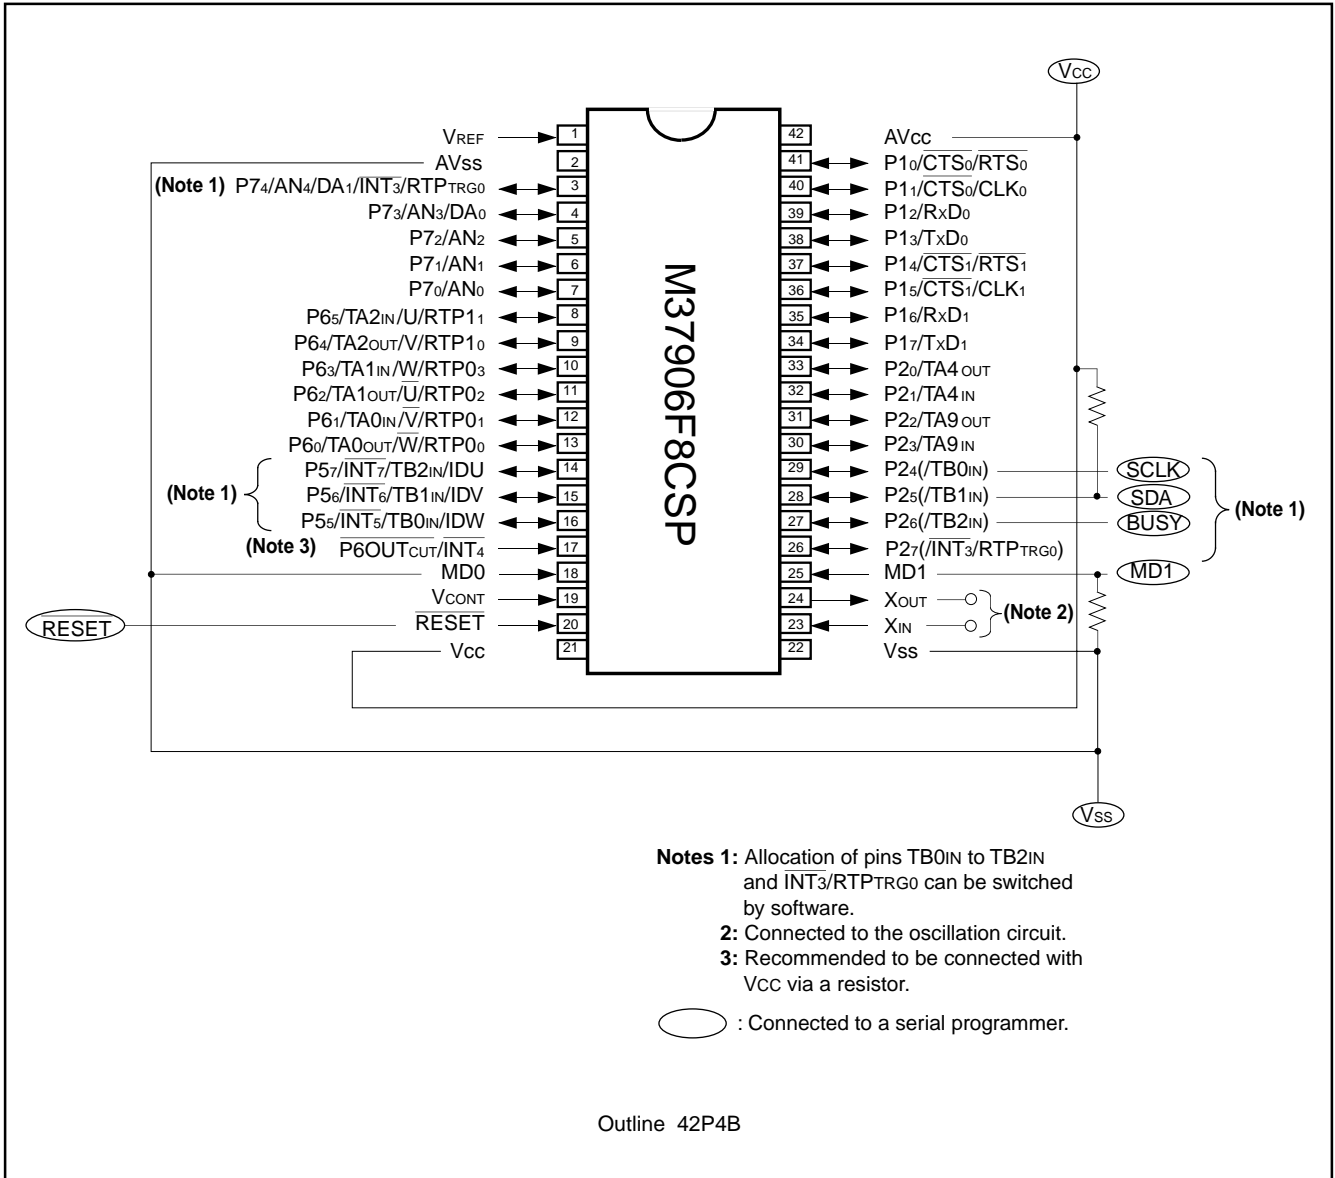 Vcc
VREF 1 42 AVcc
AVss 2 41 P10/CTS0/RTS0
(Note 1) P74/AN4/DA1/INT3/RTPTRG0 3 40 P11/CTS0/CLK0
P73/AN3/DA0 4 39 P12/RxD0
P72/AN2 5 38 P13/TxD0
P71/AN1 6 37 P14/CTS1/RTS1
P70/AN0 7 36 P15/CTS1/CLK1
P65/TA2IN/U/RTP11 8 35 P16/RxD1
P64/TA2OUT/V/RTP10 9 34 P17/TxD1
P63/TA1IN/W/RTP03 10 33 P20/TA4OUT
P62/TA1OUT/U/RTP02 11 32 P21/TA4IN
P61/TA0IN/V/RTP01 12 31 P22/TA9OUT
P60/TA0OUT/W/RTP00 13 30 P23/TA9IN
P57/INT7/TB2IN/IDU 14 29 P24(/TB0IN) SCLK
(Note 1) P56/INT6/TB1IN/IDV 15 28 P25(/TB1IN) SDA (Note 1)
P55/INT5/TB0IN/IDW 16 27 P26(/TB2IN) BUSY
(Note 3) P6OUTCUT/INT4 17 26 P27(/INT3/RTPTRG0)
MD0 18 25 MD1 MD1
VCONT 19 24 XOUT (Note 2)
RESET RESET 20 23 XIN
Vcc 21 22 Vss
M37906F8CSP
Vss
Notes 1: Allocation of pins TB0IN to TB2IN
and INT3/RTPTRG0 can be switched
by software.
2: Connected to the oscillation circuit.
3: Recommended to be connected with
VCC via a resistor.
: Connected to a serial programmer.
Outline 42P4B